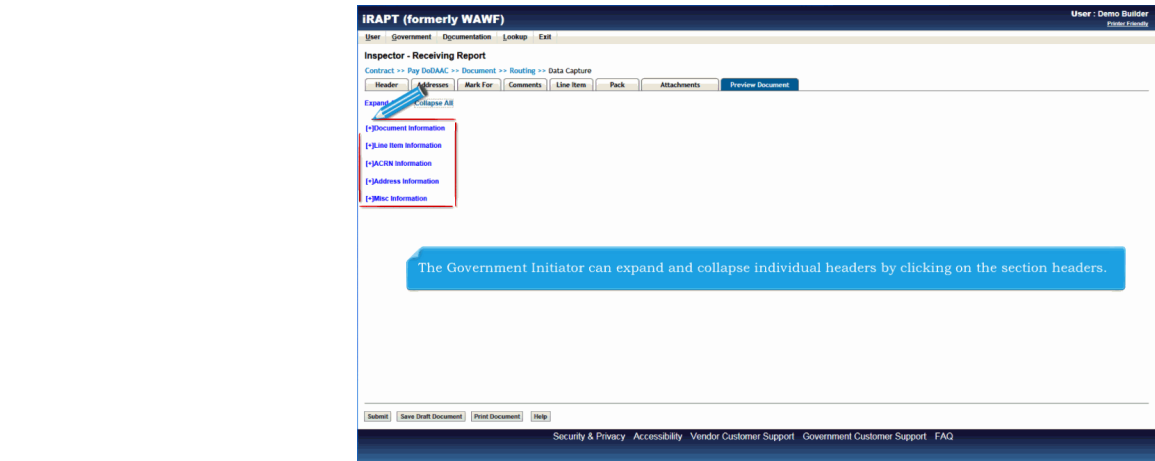 iRAPT (formerly WAWF)
User : Demo Builder
Printer Friendly
User Government Documentation Lookup Exit
Inspector - Receiving Report
Contract >> Pay DoDAAC >> Document >> Routing >> Data Capture
Header Addresses Mark For Comments Line Item Pack Attachments Preview Document
Expand Collapse All
[+]Document Information
[+]Line Item Information
[+]ACRN Information
[+]Address Information
[+]Misc Information
The Government Initiator can expand and collapse individual headers by clicking on the section headers.
Submit Save Draft Document Print Document Help
Security & Privacy Accessibility Vendor Customer Support Government Customer Support FAQ